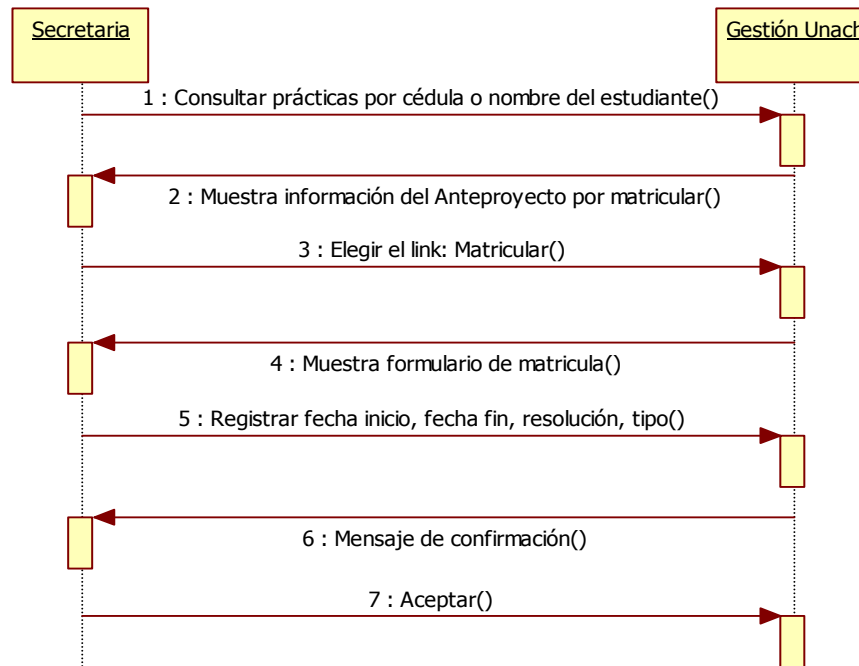 Secretaria
Gestión Unach
1 : Consultar prácticas por cédula o nombre del estudiante()
2 : Muestra información del Anteproyecto por matricular()
3 : Elegir el link: Matricular()
4 : Muestra formulario de matricula()
5 : Registrar fecha inicio, fecha fin, resolución, tipo()
6 : Mensaje de confirmación()
7 : Aceptar()